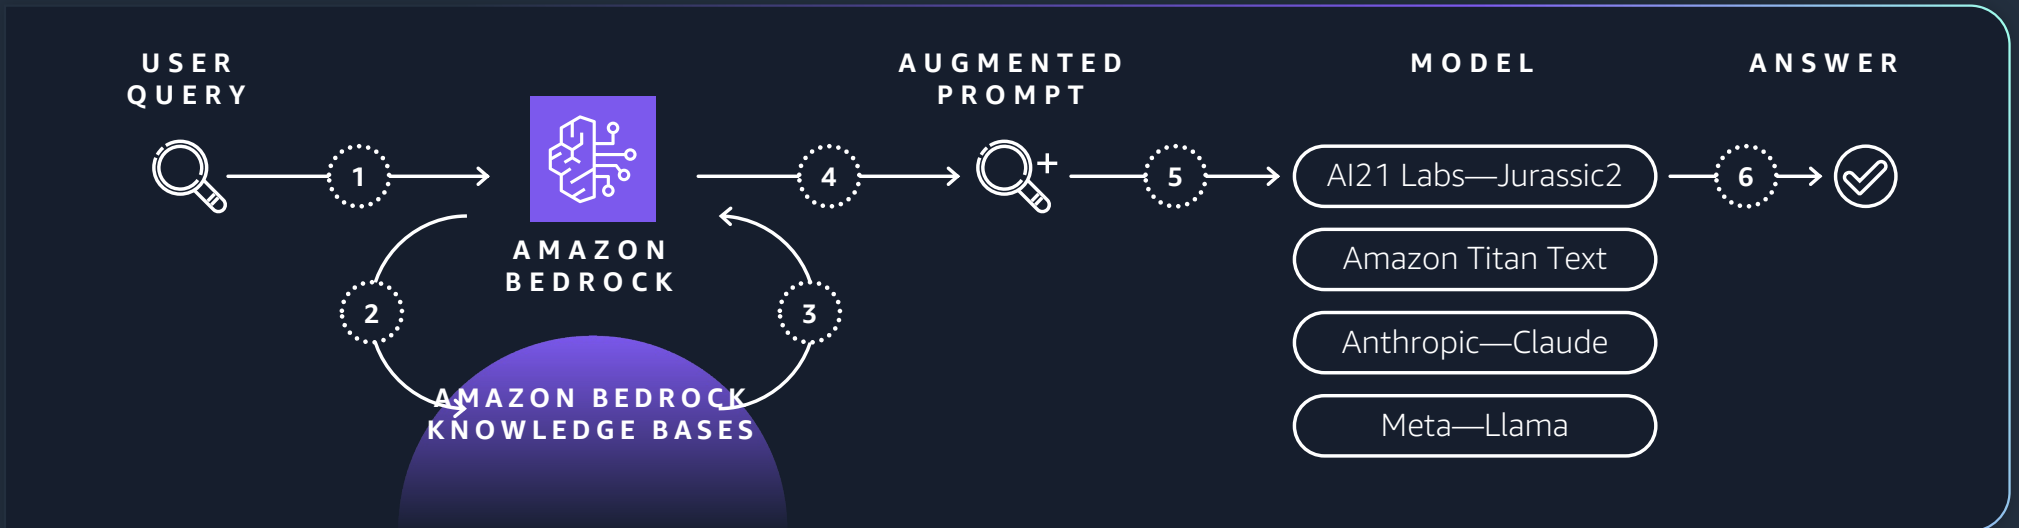 USER
QUERY
1
AMAZON
BEDROCK
2
3
AMAZON BEDROCK
KNOWLEDGE BASES
4
AUGMENTED
PROMPT
5
MODEL
AI21 Labs—Jurassic2
Amazon Titan Text
Anthropic—Claude
Meta—Llama
6
ANSWER